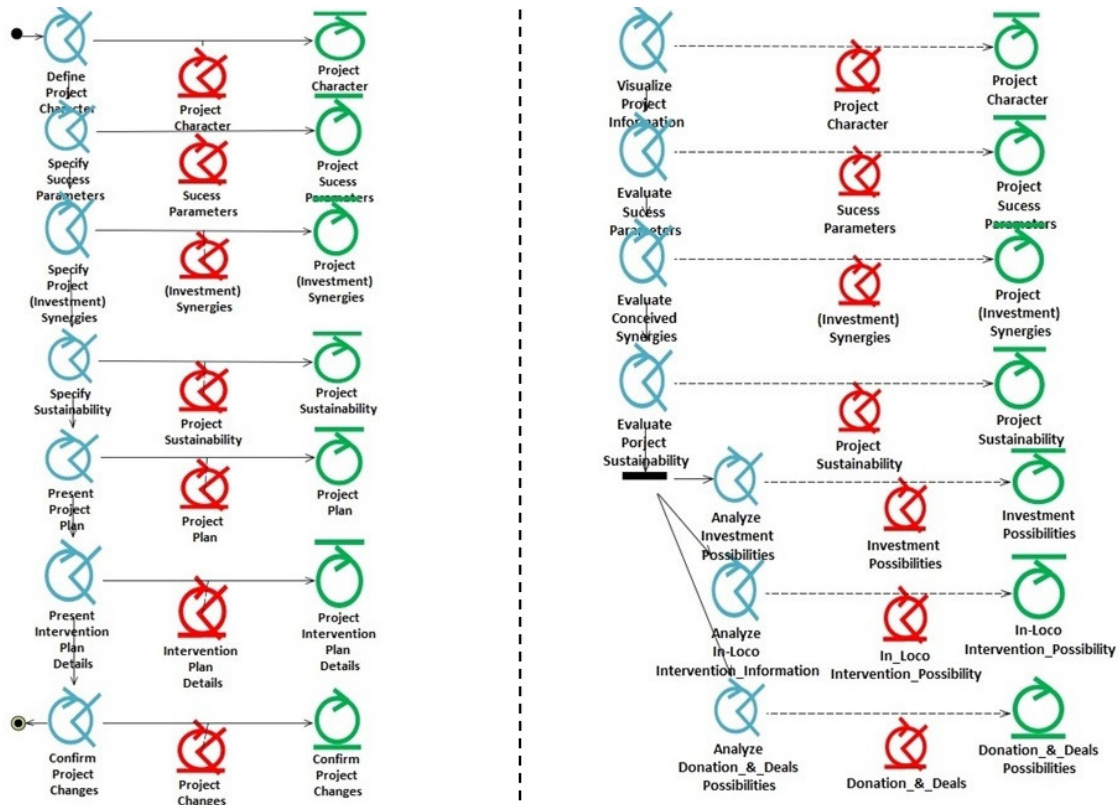 Define
Project
Character
Project
Character
Project
Character
Specify
Success
Parameters
Sucess
Parameters
Project
Sucess
Parameters
Specify
Project
(Investment)
Synergies
(Investment)
Synergies
Project
(Investment)
Synergies
Specify
Sustainability
Project
Sustainability
Project
Sustainability
Present
Project
Plan
Project
Plan
Project
Plan
Present
Intervention
Plan
Details
Intervention
Plan
Details
Project
Intervention
Plan
Details
Confirm
Project
Changes
Project
Changes
Confirm
Project
Changes
Visualize
Project
Information
Project
Character
Project
Character
Evaluate
Sucess
Parameters
Sucess
Parameters
Project
Sucess
Parameters
Evaluate
Conceived
Synergies
(Investment)
Synergies
Project
(Investment)
Synergies
Evaluate
Porject
Sustainability
Project
Sustainability
Project
Sustainability
Analyze
Investment
Possibilities
Investment
Possibilities
Investment
Possibilities
Analyze
In-Loco
Intervention_Information
In_Loco
Intervention_Possibility
In-Loco
Intervention_Possibility
Analyze
Donation_&_Deals
Possibilities
Donation_&_Deals
Donation_&_Deals
Possibilities